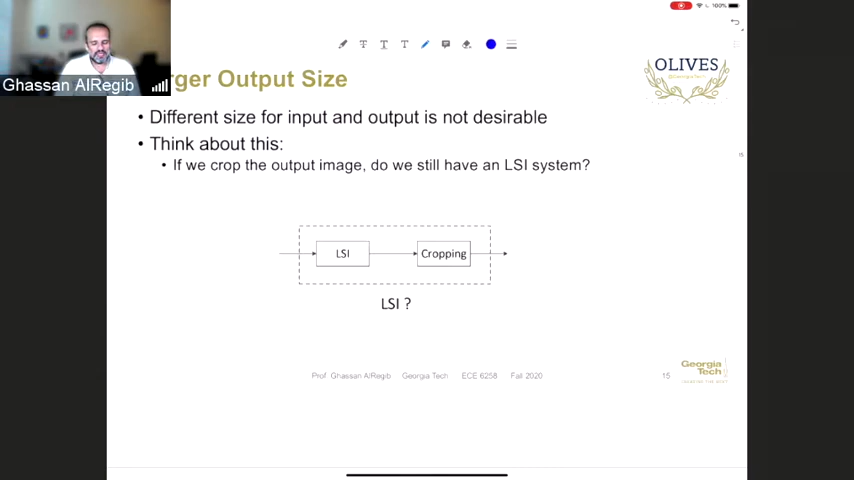 100%
Ghassan AlRegib
rger Output Size
OLIVES
• Different size for input and output is not desirable
• Think about this:
• If we crop the output image, do we still have an LSI system?
15
LSI
Cropping
LSI ?
Prof Ghassan AlRegib Georgia Tech ECE 6258 Fall 2020
15
Georgia
Tech